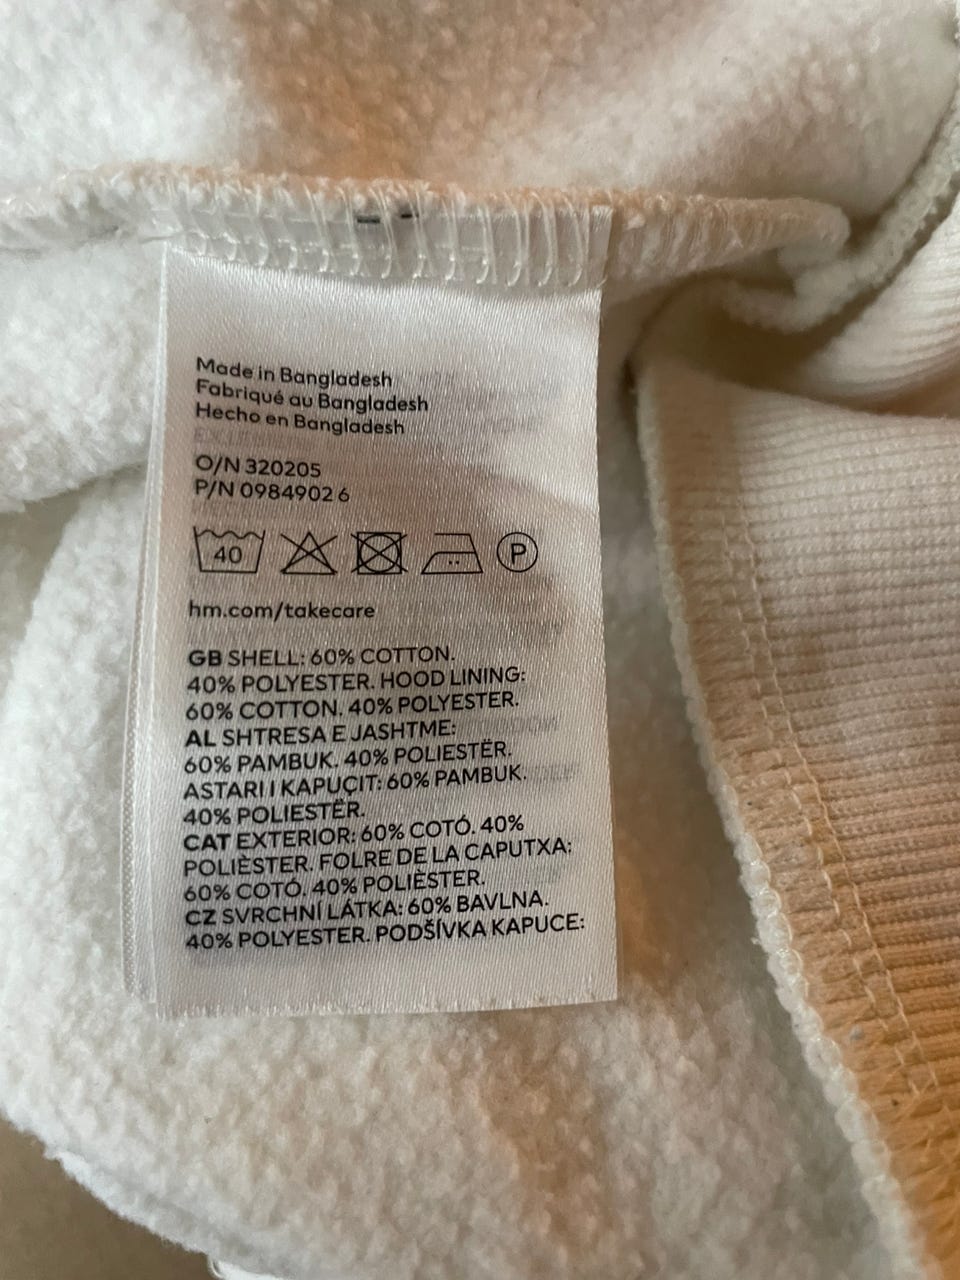 Made in Bangladesh
Fabriqué au Bangladesh
Hecho en Bangladesh
O/N 320205
P/N 0984902 6
40 P
hm.com/takecare
GB SHELL: 60% COTTON.
40% POLYESTER. HOOD LINING:
60% COTTON. 40% POLYESTER.
AL SHTRESA E JASHTME:
60% PAMBUK. 40% POLIESTËR.
ASTARI I KAPUÇIT: 60% PAMBUK.
40% POLIESTËR.
CAT EXTERIOR: 60% COTÓ. 40%
POLIÈSTER. FOLRE DE LA CAPUTXA:
60% COTÓ. 40% POLIÈSTER.
CZ SVRCHNÍ LÁTKA: 60% BAVLNA.
40% POLYESTER. PODŠÍVKA KAPUCE: